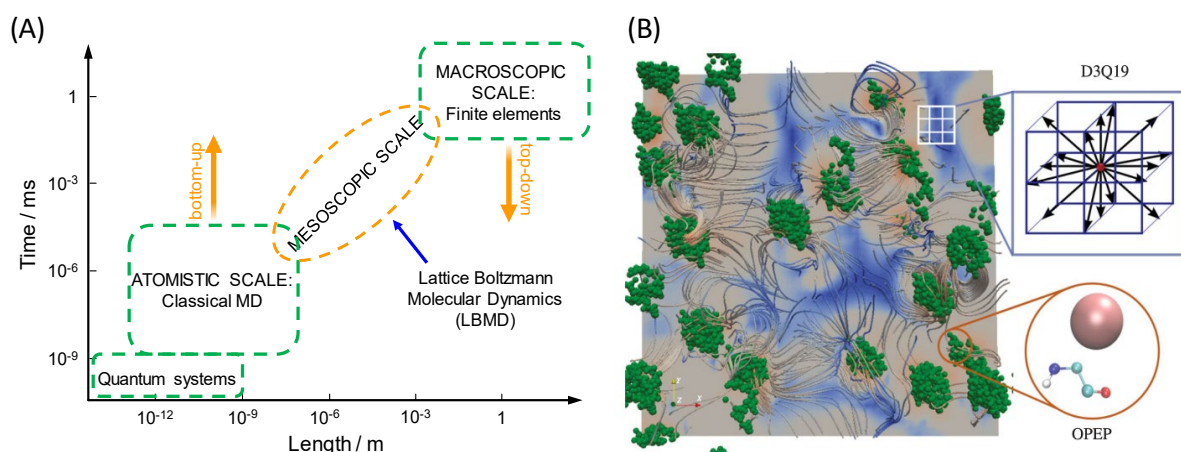 (A)
Time / ms
1
10⁻³
10⁻⁶
10⁻⁹
bottom-up
MACROSCOPIC
SCALE:
Finite elements
MESOSCOPIC SCALE
top-down
ATOMISTIC SCALE:
Classical MD
Lattice Boltzmann
Molecular Dynamics
(LBMD)
Quantum systems
10⁻¹²
10⁻⁹
10⁻⁶
10⁻³
1
Length / m
(B)
D3Q19
Y
Z
X
OPEP